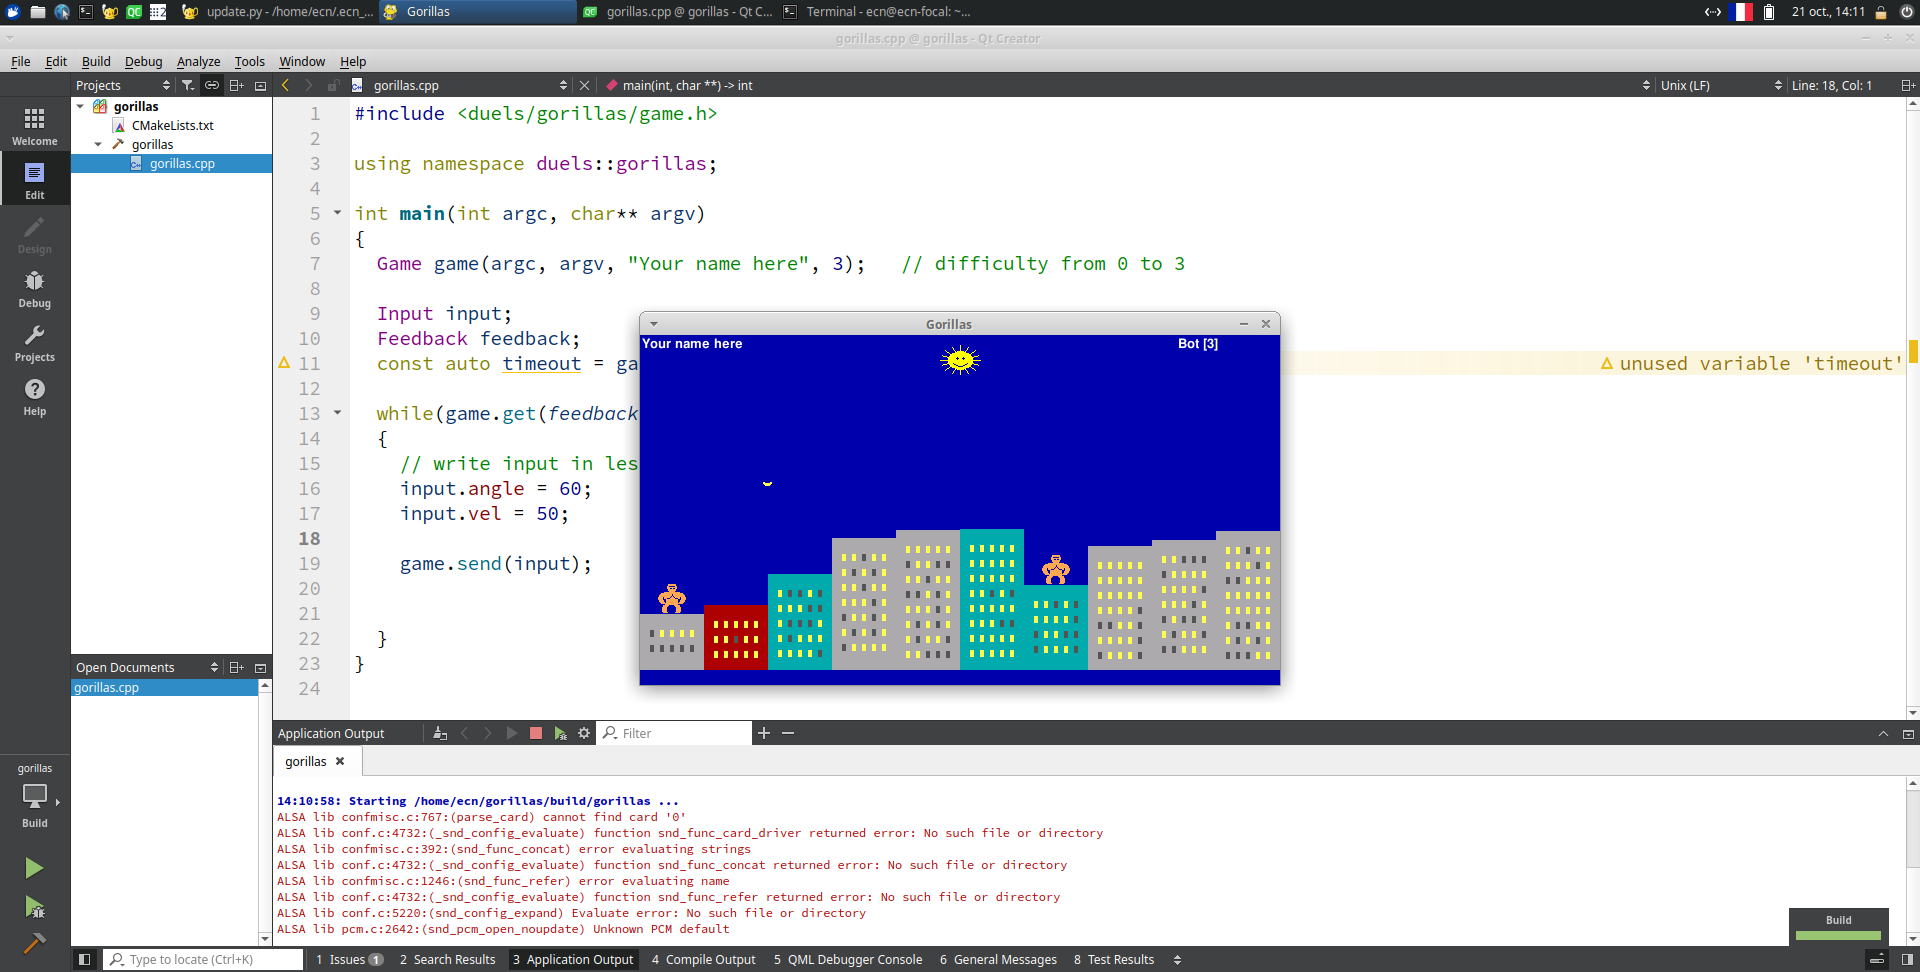 update.py - /home/ecn/.ecn_...
Gorillas
gorillas.cpp @ gorillas - Qt C...
Terminal - ecn@ecn-focal: ~...
21 oct., 14:11
gorillas.cpp @ gorillas - Qt Creator
File Edit Build Debug Analyze Tools Window Help
Projects
gorillas.cpp
main(int, char **) -> int
Unix (LF)
Line: 18, Col: 1
Welcome
Edit
Design
Debug
Projects
Help
gorillas
CMakeLists.txt
gorillas
gorillas.cpp
1 #include <duels/gorillas/game.h>
2
3 using namespace duels::gorillas;
4
5 int main(int argc, char** argv)
6 {
7 Game game(argc, argv, "Your name here", 3); // difficulty from 0 to 3
8
9 Input input;
10 Feedback feedback;
11 const auto timeout = ga
unused variable 'timeout'
12
13 while(game.get(feedback
14 {
15 // write input in les
16 input.angle = 60;
17 input.vel = 50;
18
19 game.send(input);
20
21
22 }
23 }
24
Gorillas
Your name here
Bot [3]
Open Documents
gorillas.cpp
gorillas
Build
Application Output
Filter
gorillas
14:10:58: Starting /home/ecn/gorillas/build/gorillas ...
ALSA lib confmisc.c:767:(parse_card) cannot find card '0'
ALSA lib conf.c:4732:(_snd_config_evaluate) function snd_func_card_driver returned error: No such file or directory
ALSA lib confmisc.c:392:(snd_func_concat) error evaluating strings
ALSA lib conf.c:4732:(_snd_config_evaluate) function snd_func_concat returned error: No such file or directory
ALSA lib confmisc.c:1246:(snd_func_refer) error evaluating name
ALSA lib conf.c:4732:(_snd_config_evaluate) function snd_func_refer returned error: No such file or directory
ALSA lib conf.c:5220:(snd_config_expand) Evaluate error: No such file or directory
ALSA lib pcm.c:2642:(snd_pcm_open_noupdate) Unknown PCM default
Build
Type to locate (Ctrl+K)
1 Issues 1
2 Search Results
3 Application Output
4 Compile Output
5 QML Debugger Console
6 General Messages
8 Test Results